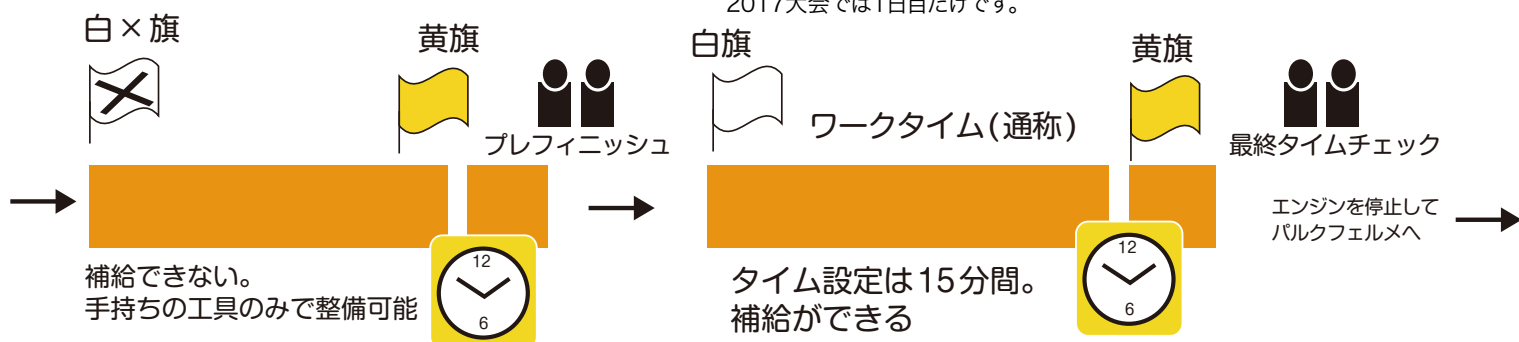 2017大会では1日目だけです。
白×旗
黄旗
プレフィニッシュ
補給できない。
手持ちの工具のみで整備可能
12
6
白旗
ワークタイム(通称)
黄旗
最終タイムチェック
タイム設定は15分間。
補給ができる
12
6
エンジンを停止して
パルクフェルメへ